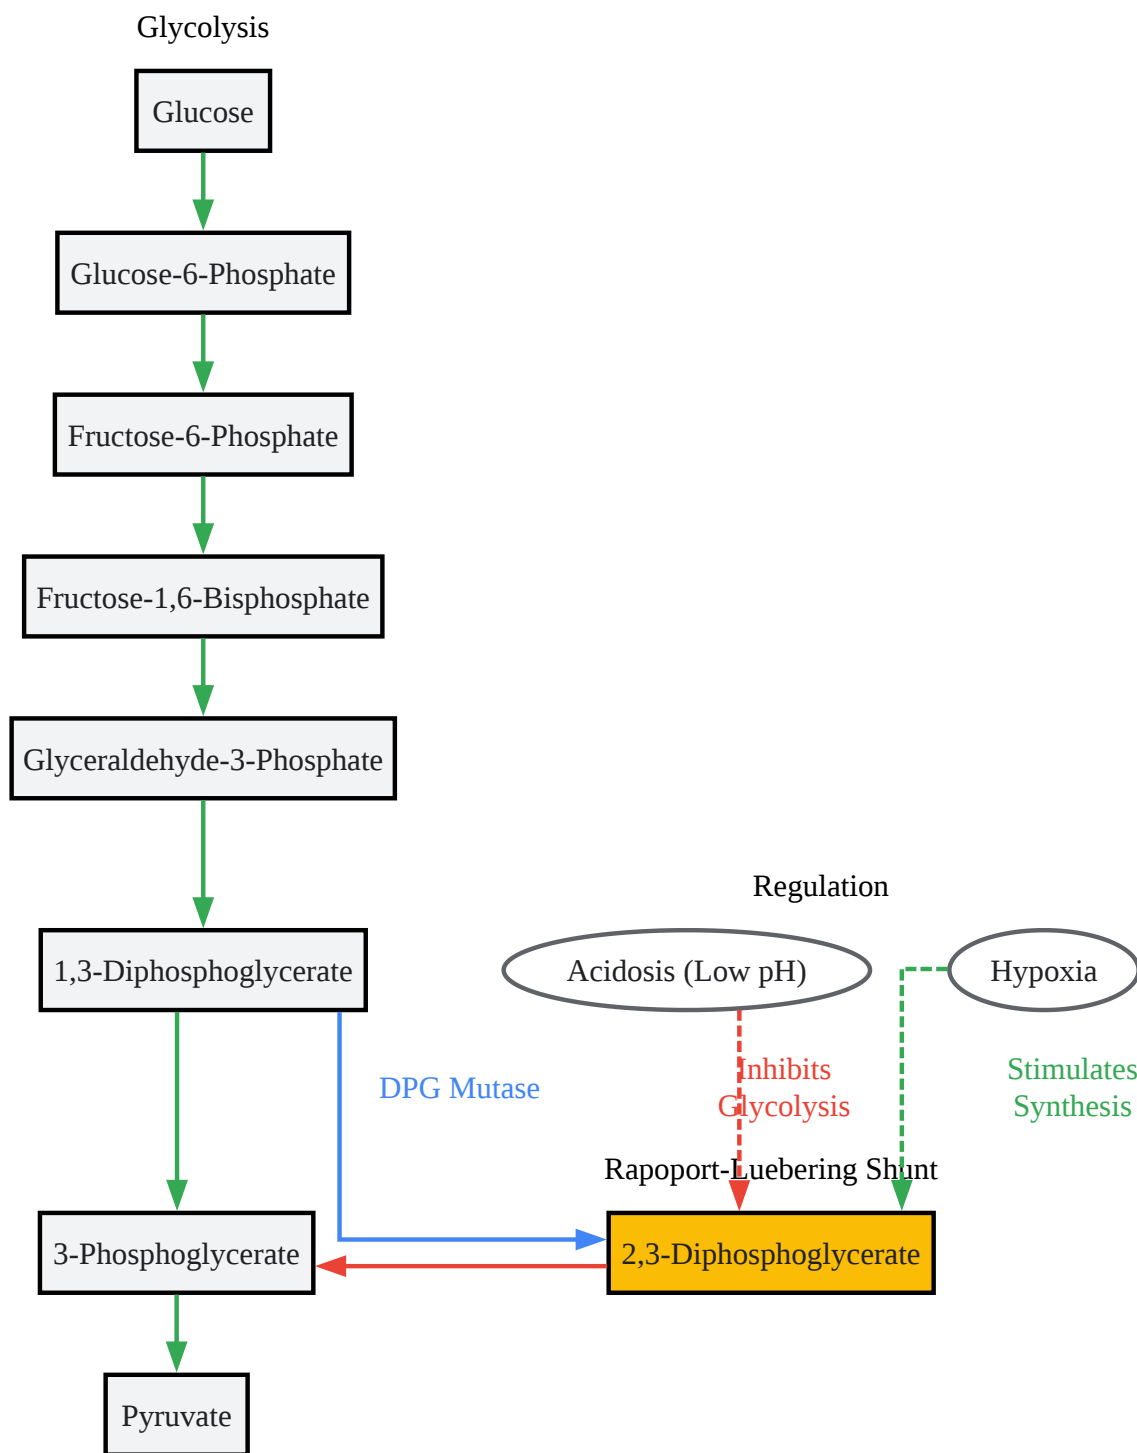 Glycolysis
Glucose
Glucose-6-Phosphate
Fructose-6-Phosphate
Fructose-1,6-Bisphosphate
Glyceraldehyde-3-Phosphate
Regulation
1,3-Diphosphoglycerate
Acidosis (Low pH)
Hypoxia
DPG Mutase
Inhibits
Glycolysis
Stimulates
Synthesis
Rapoport-Luebering Shunt
3-Phosphoglycerate
2,3-Diphosphoglycerate
Pyruvate